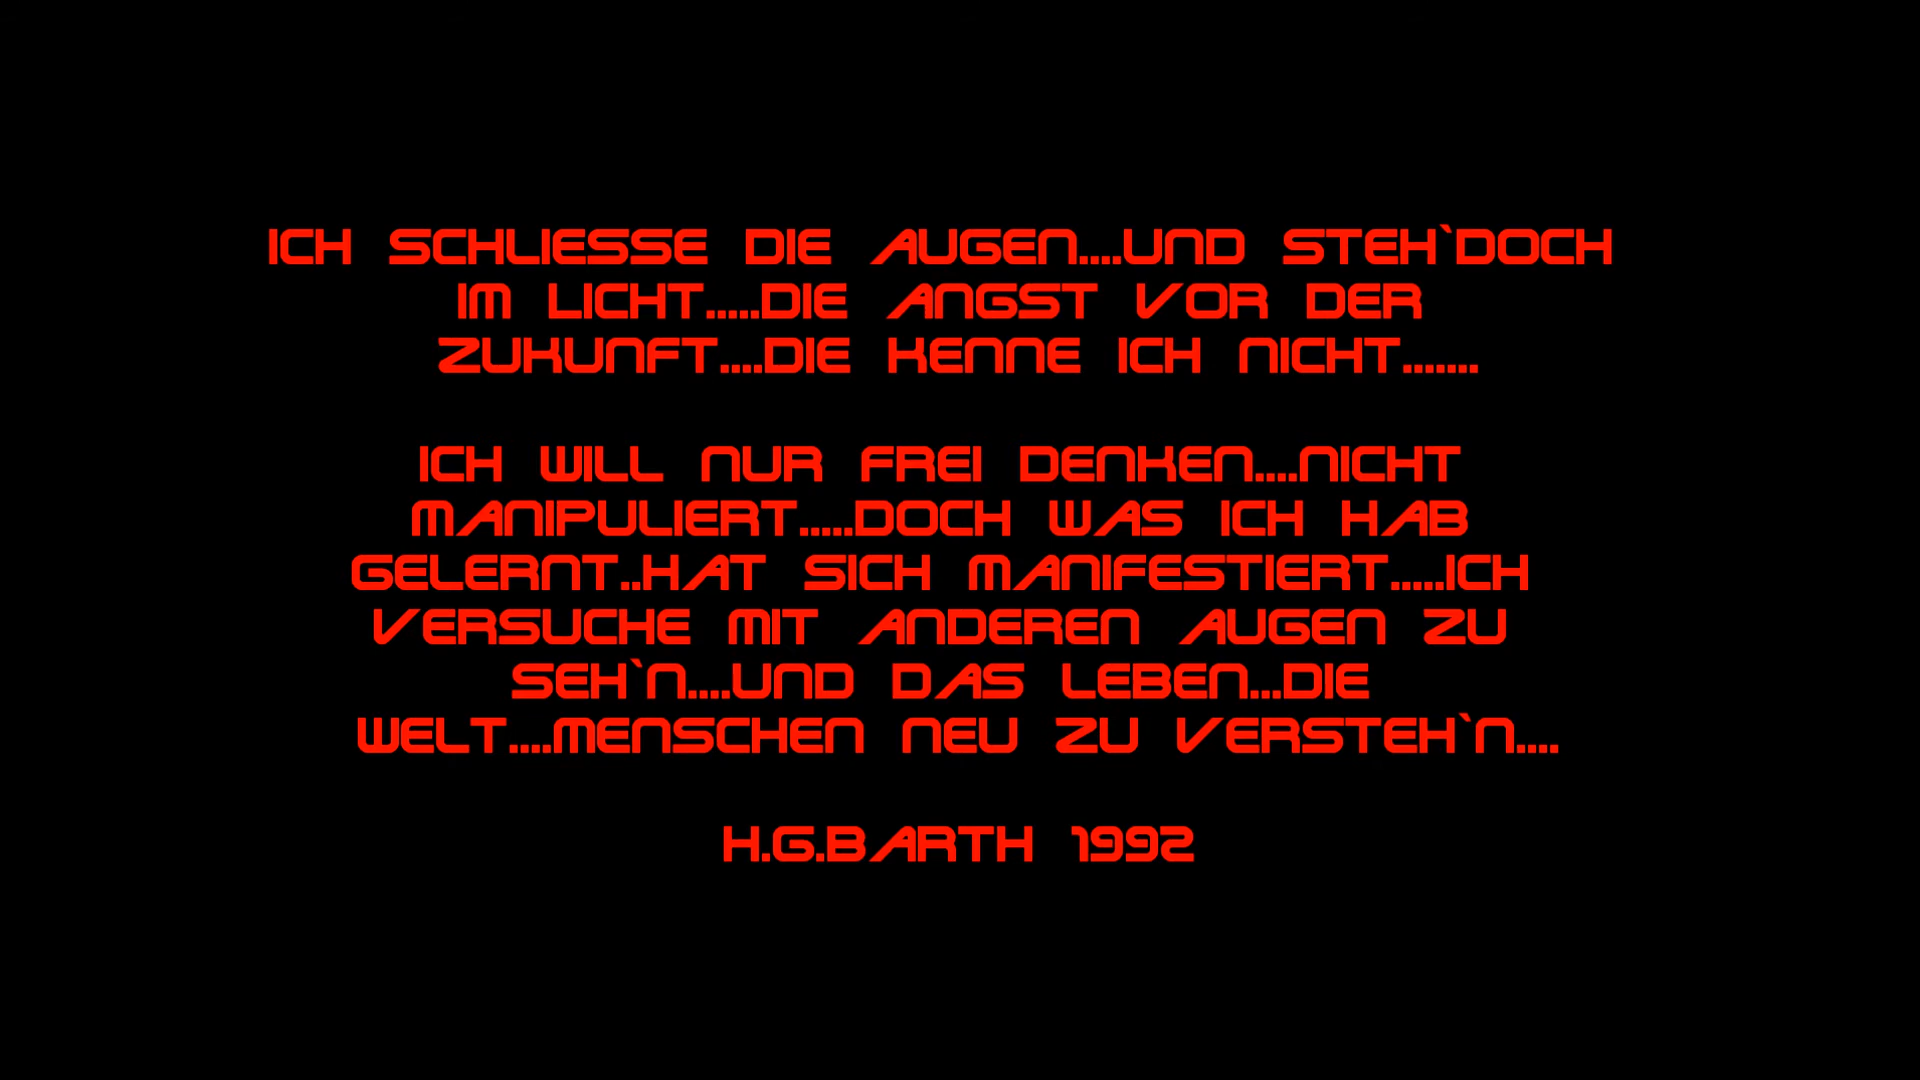 ICH SCHLIESSE DIE AUGEN....UND STEH`DOCH
IM LICHT.....DIE ANGST VOR DER
ZUKUNFT....DIE KENNE ICH NICHT.......
ICH WILL NUR FREI DENKEN....NICHT
MANIPULIERT.....DOCH WAS ICH HAB
GELERNT..HAT SICH MANIFESTIERT.....ICH
VERSUCHE MIT ANDEREN AUGEN ZU
SEH`N....UND DAS LEBEN...DIE
WELT....MENSCHEN NEU ZU VERSTEH`N....
H.G.BARTH 1992